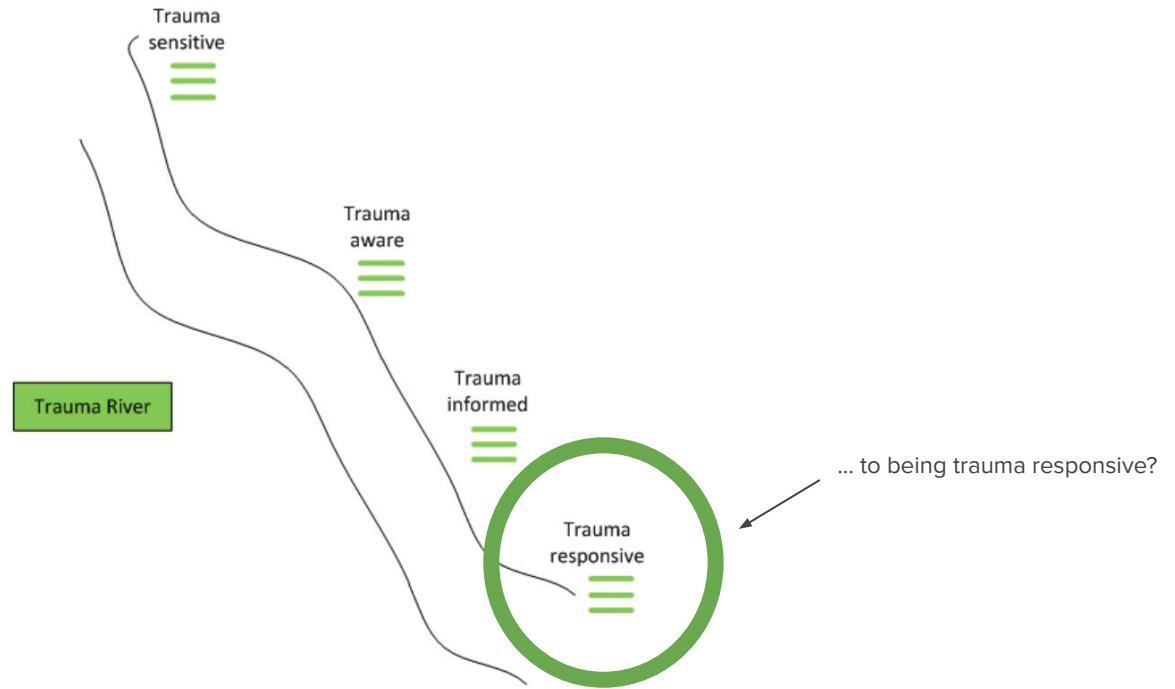 Trauma
sensitive
Trauma
aware
Trauma
informed
Trauma River
... to being trauma responsive?
Trauma
responsive